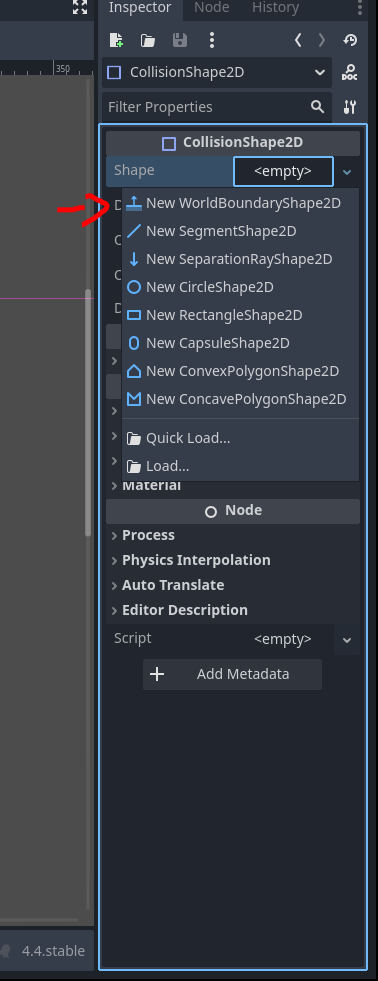 Inspector Node History
350
CollisionShape2D
DOC
Filter Properties
CollisionShape2D
Shape <empty>
New WorldBoundaryShape2D
D
New SegmentShape2D
C
New SeparationRayShape2D
C
New CircleShape2D
D
New RectangleShape2D
New CapsuleShape2D
New ConvexPolygonShape2D
New ConcavePolygonShape2D
Quick Load...
Load...
Material
Node
Process
Physics Interpolation
Auto Translate
Editor Description
Script <empty>
Add Metadata
4.4.stable